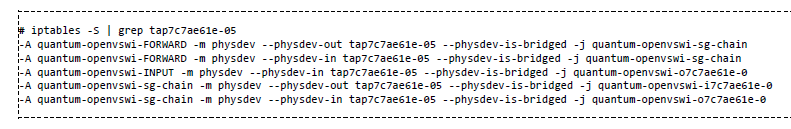 # iptables -S | grep tap7c7ae61e-05
-A quantum-openvswi-FORWARD -m physdev --physdev-out tap7c7ae61e-05 --physdev-is-bridged -j quantum-openvswi-sg-chain
-A quantum-openvswi-FORWARD -m physdev --physdev-in tap7c7ae61e-05 --physdev-is-bridged -j quantum-openvswi-sg-chain
-A quantum-openvswi-INPUT -m physdev --physdev-in tap7c7ae61e-05 --physdev-is-bridged -j quantum-openvswi-o7c7ae61e-0
-A quantum-openvswi-sg-chain -m physdev --physdev-out tap7c7ae61e-05 --physdev-is-bridged -j quantum-openvswi-i7c7ae61e-0
-A quantum-openvswi-sg-chain -m physdev --physdev-in tap7c7ae61e-05 --physdev-is-bridged -j quantum-openvswi-o7c7ae61e-0